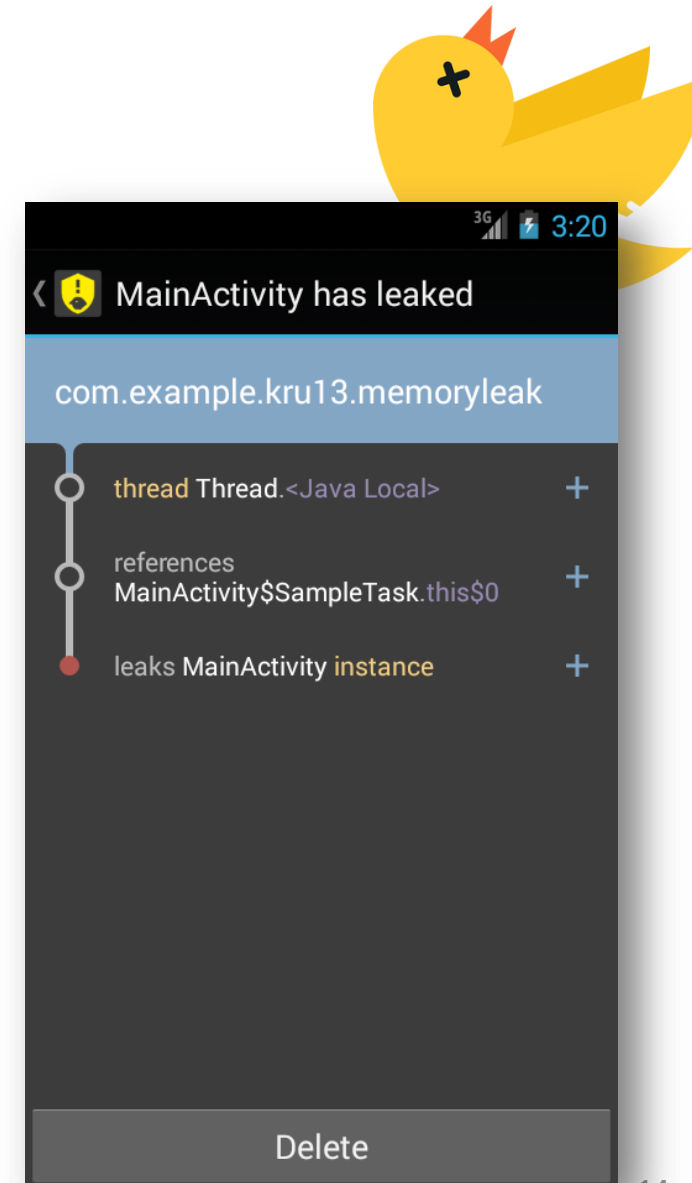 3G 3:20
MainActivity has leaked
com.example.kru13.memoryleak
thread Thread.<Java Local>
references
MainActivity$SampleTask.this$0
leaks MainActivity instance
Delete